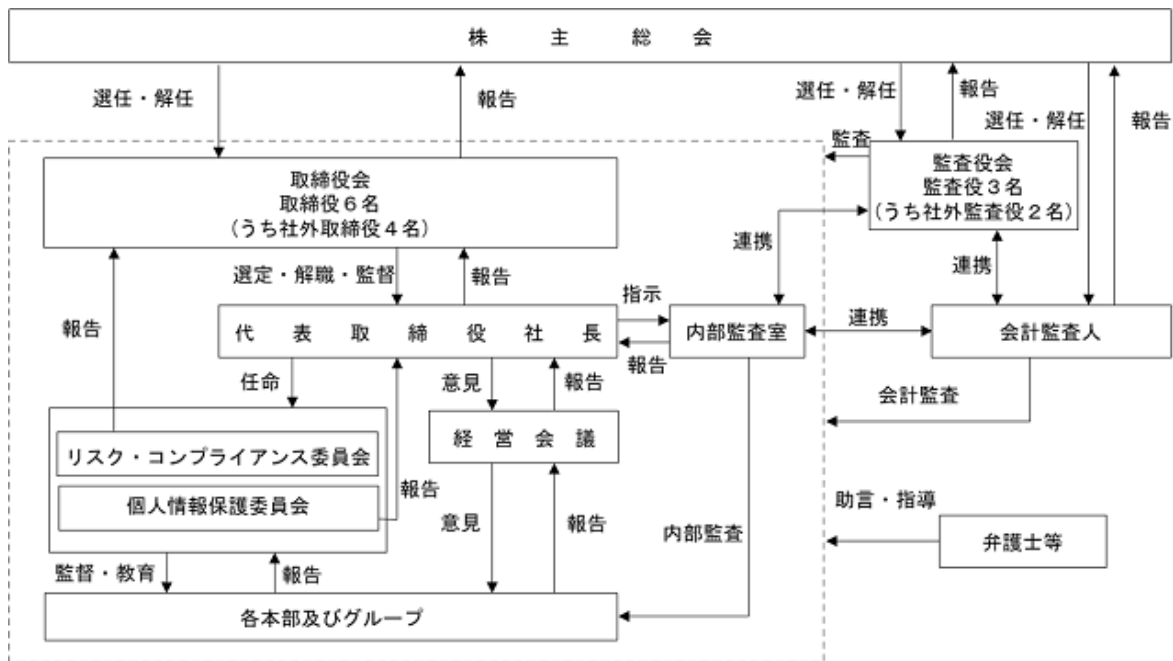 株主総会
選任・解任
報告
選任・解任
報告
選任・解任
報告
監査
取締役会
取締役６名
(うち社外取締役４名)
監査役会
監査役３名
(うち社外監査役２名)
連携
連携
選定・解職・監督
報告
報告
指示
代表取締役社長
内部監査室
連携
会計監査人
報告
任命
意見
報告
会計監査
リスク・コンプライアンス委員会
経営会議
個人情報保護委員会
報告
意見
報告
内部監査
助言・指導
弁護士等
監督・教育
報告
各本部及びグループ